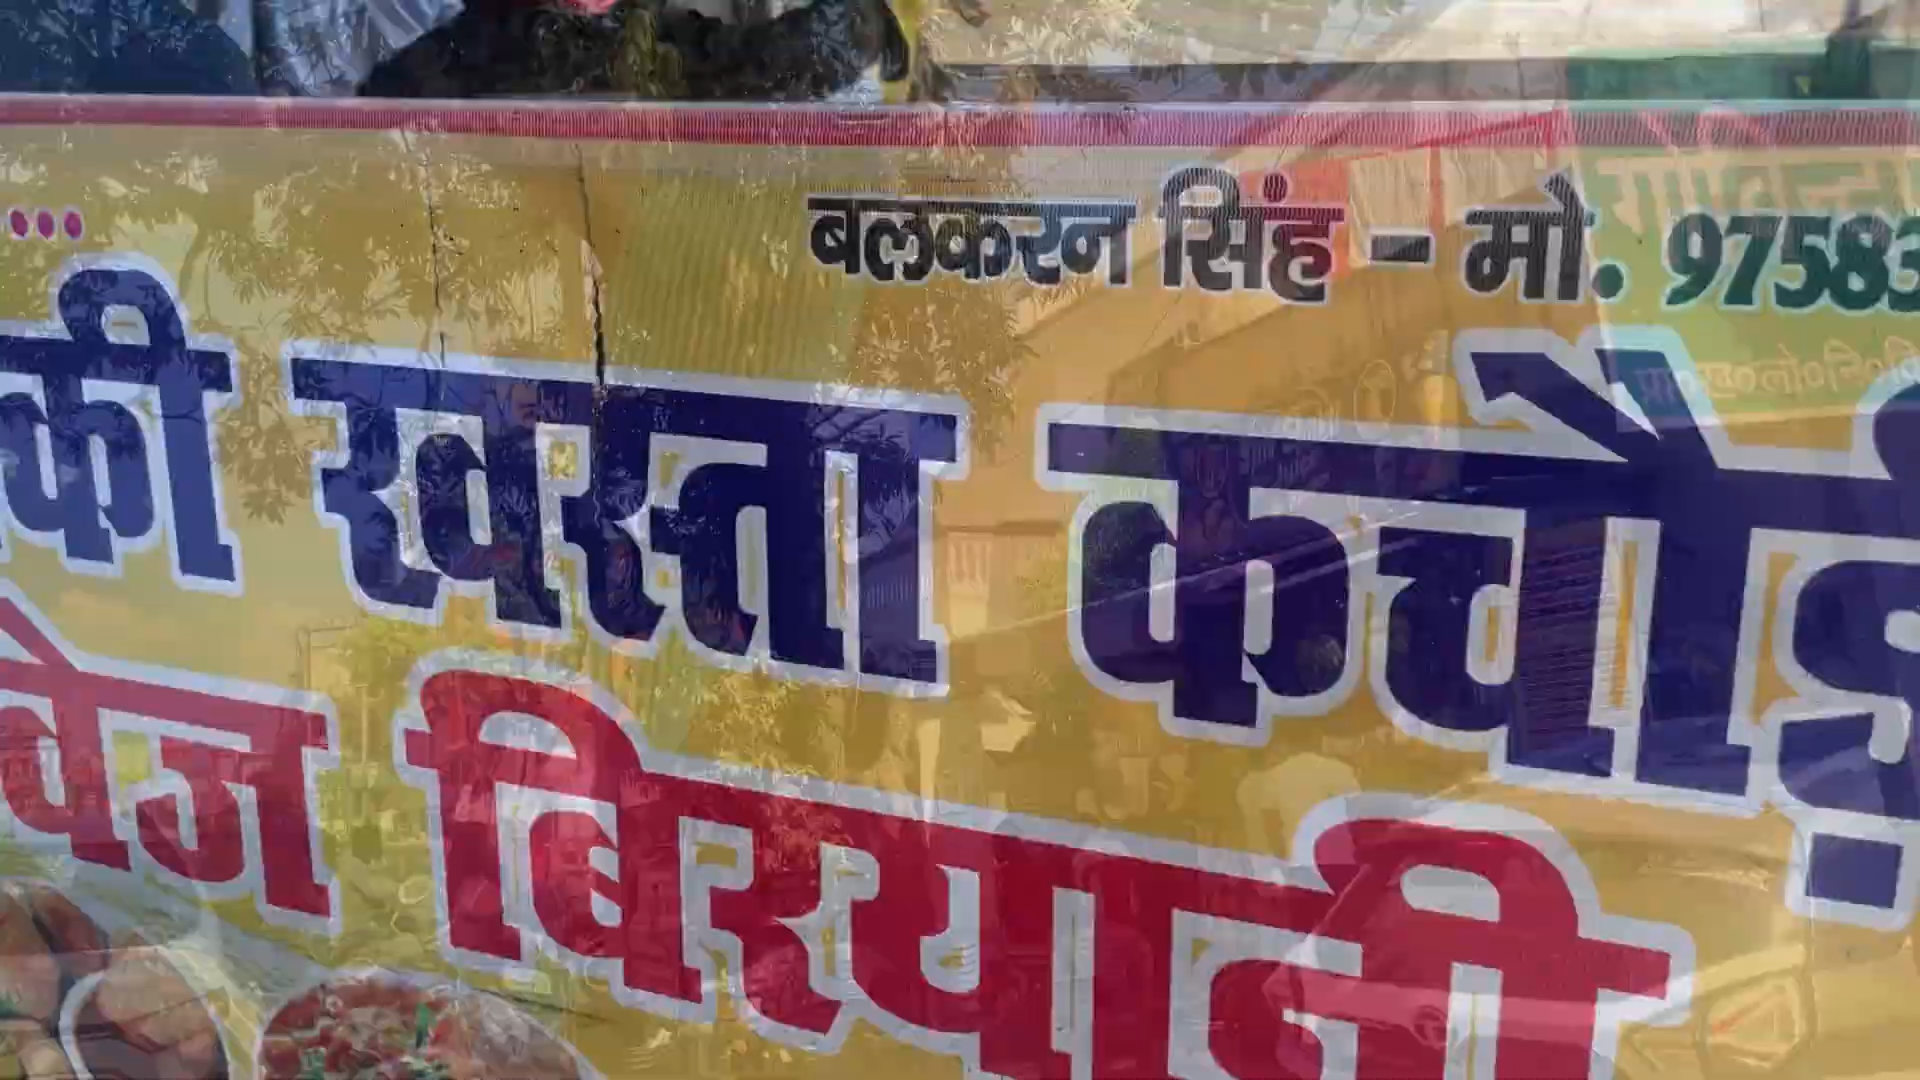 बलकरन सिंह - मो. 97583
की खस्ता कचौड़ी
वेज बिरयानी